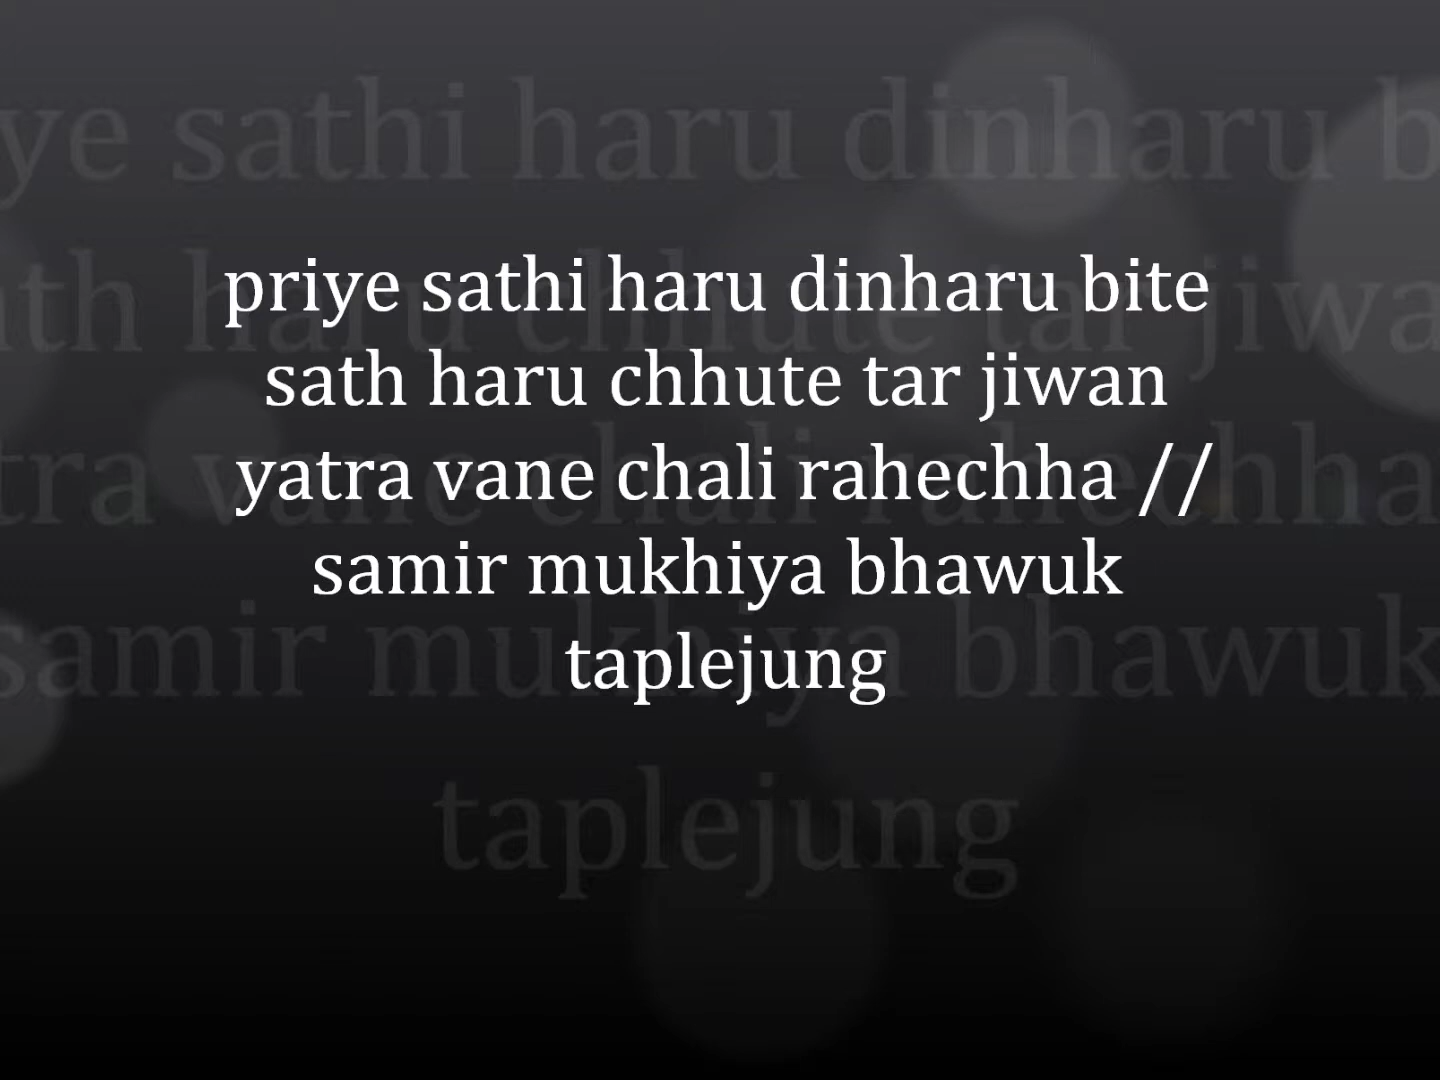 priye sathi haru dinharu bite
sath haru chhute tar jiwan
yatra vane chali rahechha //
samir mukhiya bhawuk
taplejung